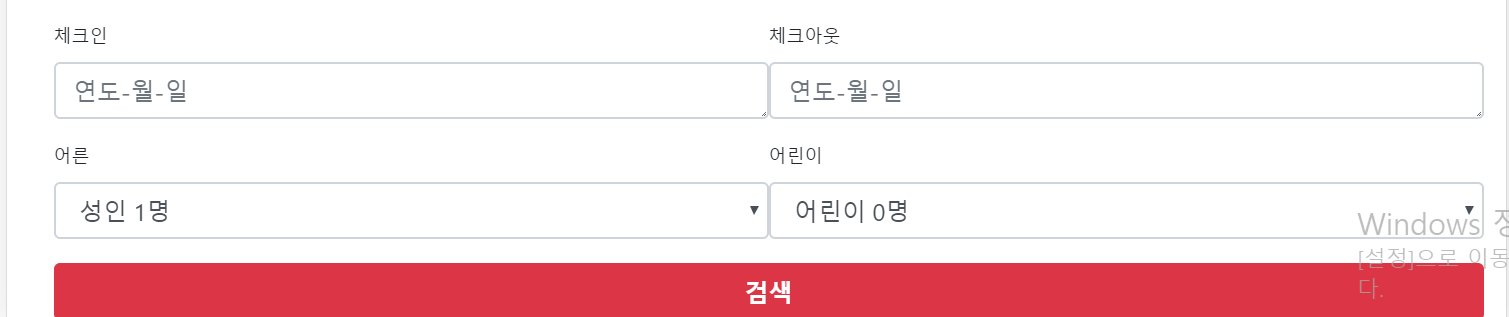 체크인 체크아웃
연도-월-일 연도-월-일
어른 어린이
성인 1명 어린이 0명
Windows
[설정]으로 이동
다.
검색